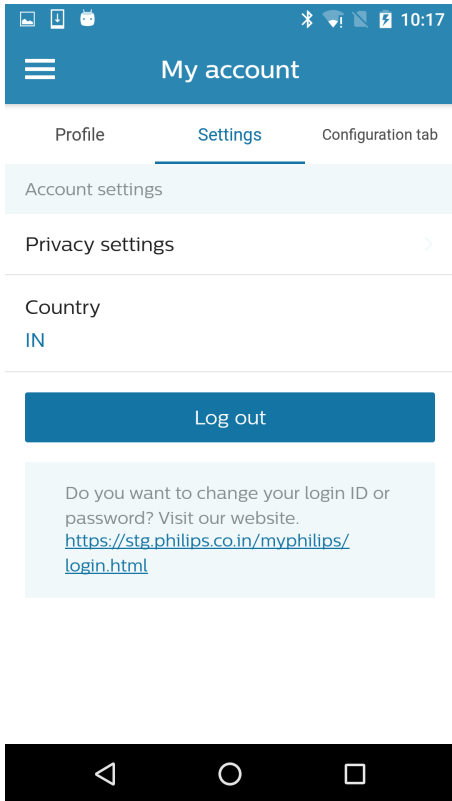 10:17
My account
Profile Settings Configuration tab
Account settings
Privacy settings
Country
IN
Log out
Do you want to change your login ID or
password? Visit our website.
https://stg.philips.co.in/myphilips/
login.html